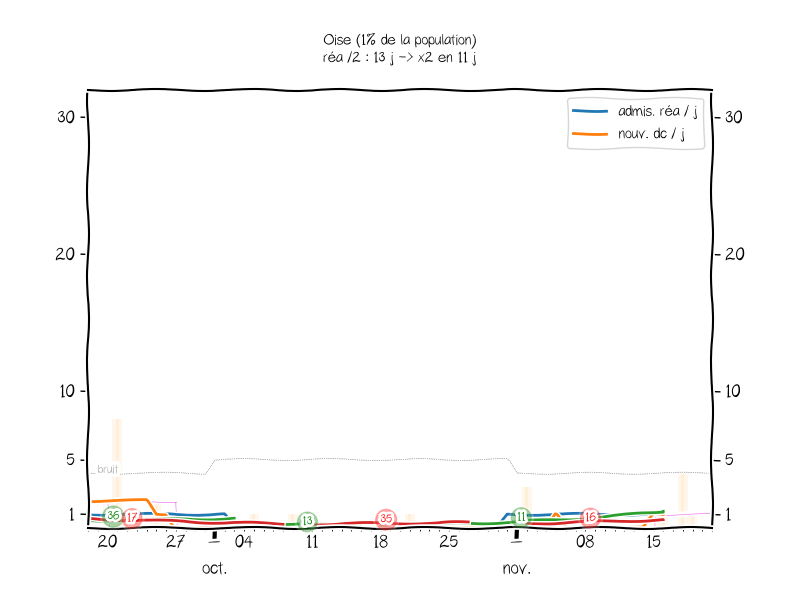 Oise (1% de la population)
réa /2 : 13 j -> x2 en 11 j
30 30
admis. réa / j
nouv. dc / j
20 20
10 10
5 5
bruit
1 36 17 13 35 11 16 1
20 27 1 04 11 18 25 1 08 15
oct. nov.